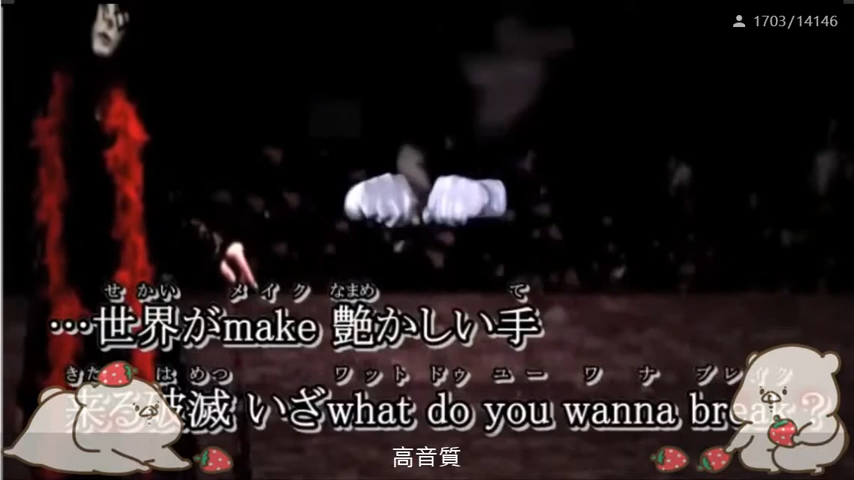 1703/14146
せ かい メイク なまめ て
…世界がmake 艶かしい手
きた は めつ ワット ドゥ ユー ワ ナ ブレイク
来る破滅 いざwhat do you wanna break?
高音質